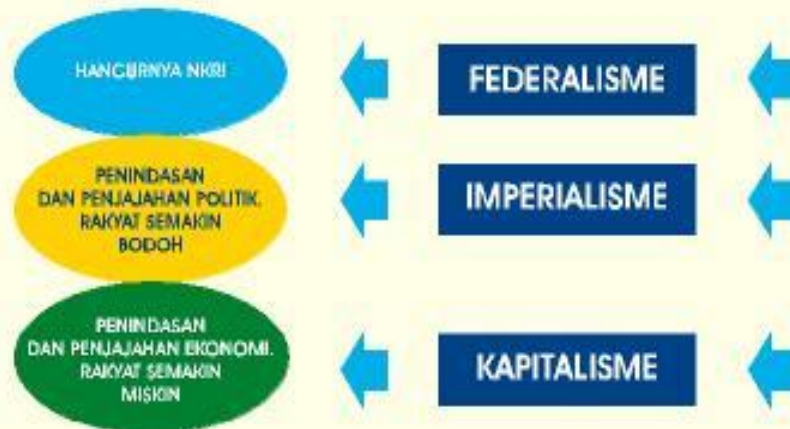 HANCURNYA NKRI
FEDERALISME
PENINDASAN
DAN PENJAJAHAN POLITIK.
RAKYAT SEMAKIN
BODOH
IMPERIALISME
PENINDASAN
DAN PENJAJAHAN EKONOMI.
RAKYAT SEMAKIN
MISKIN
KAPITALISME